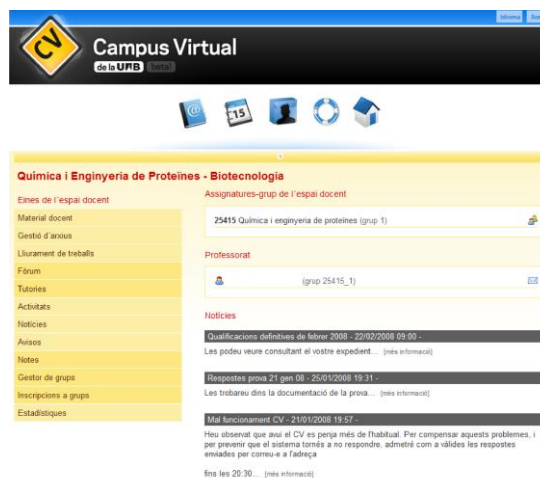 Idioma
CV
Campus Virtual
de la UAB beta!
@
15
Química i Enginyeria de Proteïnes - Biotecnologia
Eines de l'espai docent
Material docent
Gestió d'arxius
Lliurament de treballs
Fòrum
Tutories
Activitats
Notícies
Avisos
Notes
Gestor de grups
Inscripcions a grups
Estadístiques
Assignatures-grup de l'espai docent
25415 Química i enginyeria de proteïnes (grup 1)
Professorat
(grup 25415_1)
Notícies
Qualificacions definitives de febrer 2008 - 22/02/2008 09:00 -
Les podeu veure consultant el vostre expedient... [més informació]
Respostes prova 21 gen 08 - 25/01/2008 19:31 -
Les trobareu dins la documentació de la prova... [més informació]
Mal funcionament CV - 21/01/2008 19:57 -
Heu observat que avui el CV es penja més de l'habitual. Per compensar aquests problemes, i
per prevenir que el sistema tornés a no respondre, admetré com a vàlides les respostes
enviades per correu-e a l'adreça
fins les 20:30... [més informació]